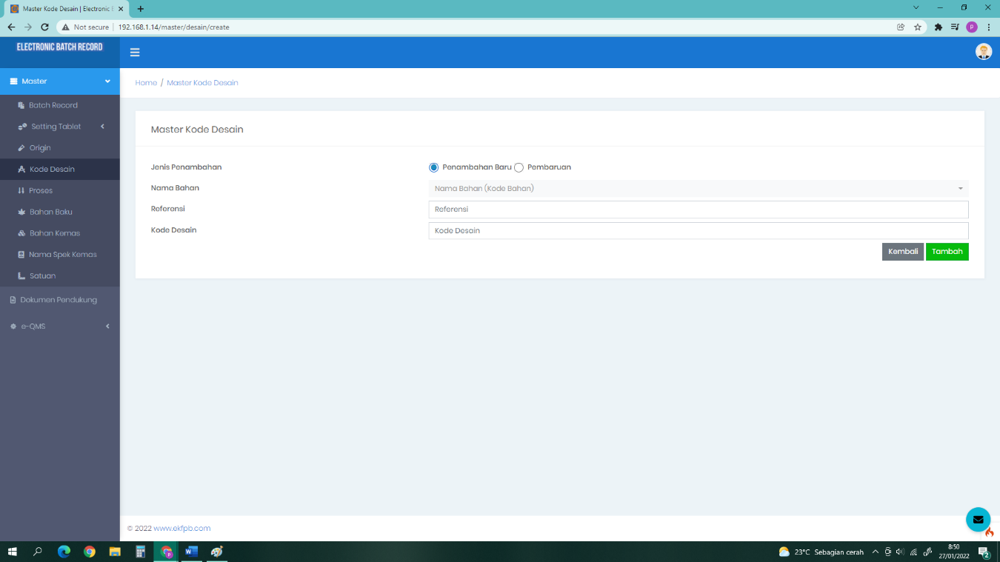 Master Kode Desain | Electronic
Not secure | 192.168.1.14/master/desain/create
P
ELECTRONIC BATCH RECORD
Master
Batch Record
Setting Tablet
Origin
Kode Desain
Proses
Bahan Baku
Bahan Kemas
Nama Spek Kemas
Satuan
Dokumen Pendukung
e-QMS
Home / Master Kode Desain
Master Kode Desain
Jenis Penambahan
Penambahan Baru Pembaruan
Nama Bahan
Nama Bahan (Kode Bahan)
Referensi
Referensi
Kode Desain
Kode Desain
Kembali Tambah
© 2022 www.ekfpb.com
23°C Sebagian cerah
8:50
27/01/2022
2